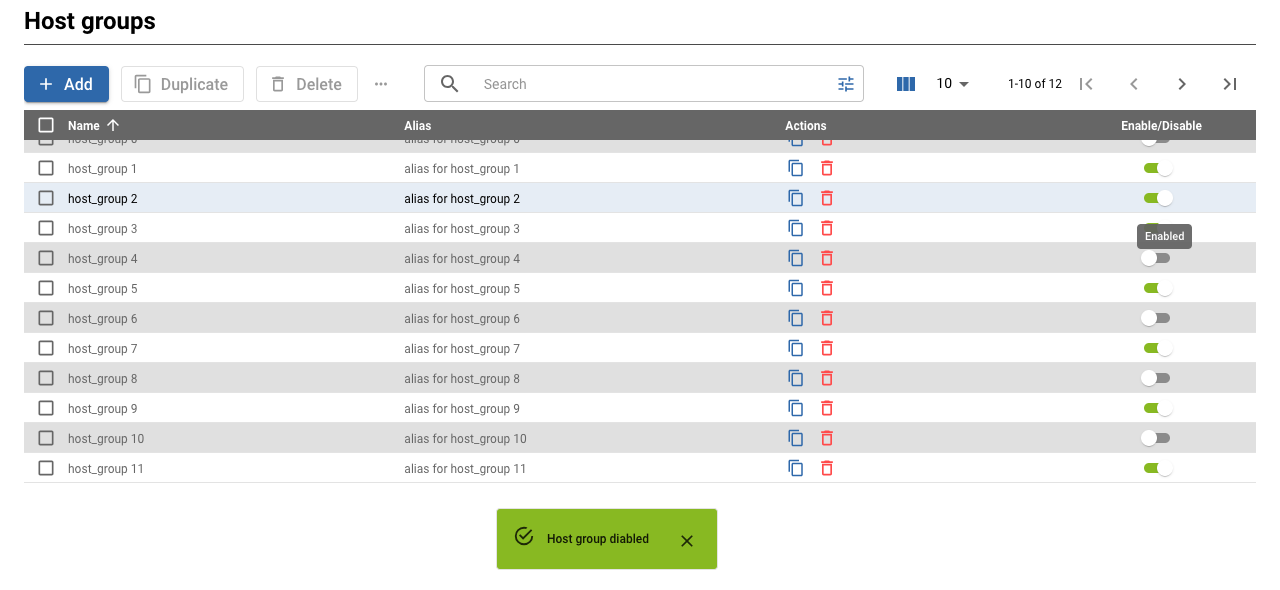 Host groups
Add Duplicate Delete ... Search 10 1-10 of 12
Name Alias Actions Enable/Disable
host_group 1 alias for host_group 1
host_group 2 alias for host_group 2
host_group 3 alias for host_group 3
Enabled
host_group 4 alias for host_group 4
host_group 5 alias for host_group 5
host_group 6 alias for host_group 6
host_group 7 alias for host_group 7
host_group 8 alias for host_group 8
host_group 9 alias for host_group 9
host_group 10 alias for host_group 10
host_group 11 alias for host_group 11
Host group diabled